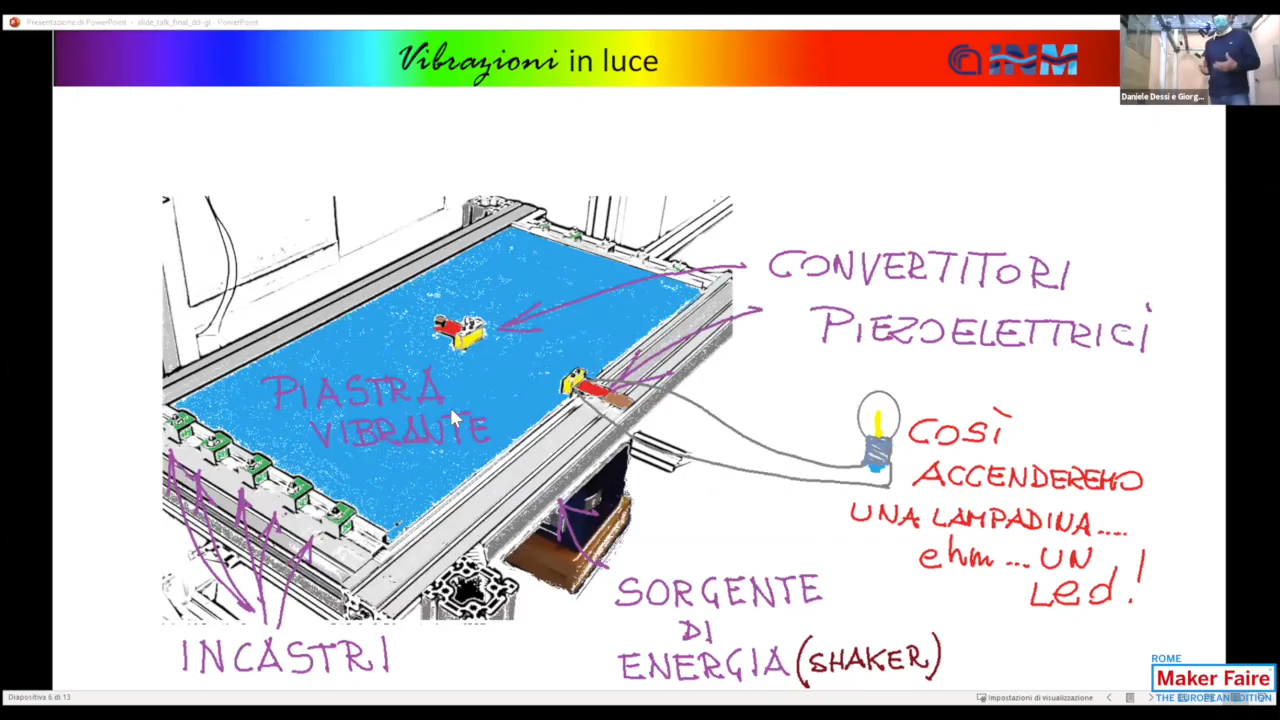 Presentazione di PowerPoint - slide_talk_final_dd-gl - PowerPoint
Vibrazioni in luce
INM
Daniele Dessi e Giorg...
CONVERTITORI
PIEZOELETTRICI
PIASTRA
VIBRANTE
COSÌ
ACCENDEREMO
UNA LAMPADINA....
ehm... UN
Led!
SORGENTE
DI
ENERGIA (SHAKER)
INCASTRI
ROME
Maker Faire
THE EUROPEAN EDITION
Diapositiva 6 di 13
Impostazioni di visualizzazione